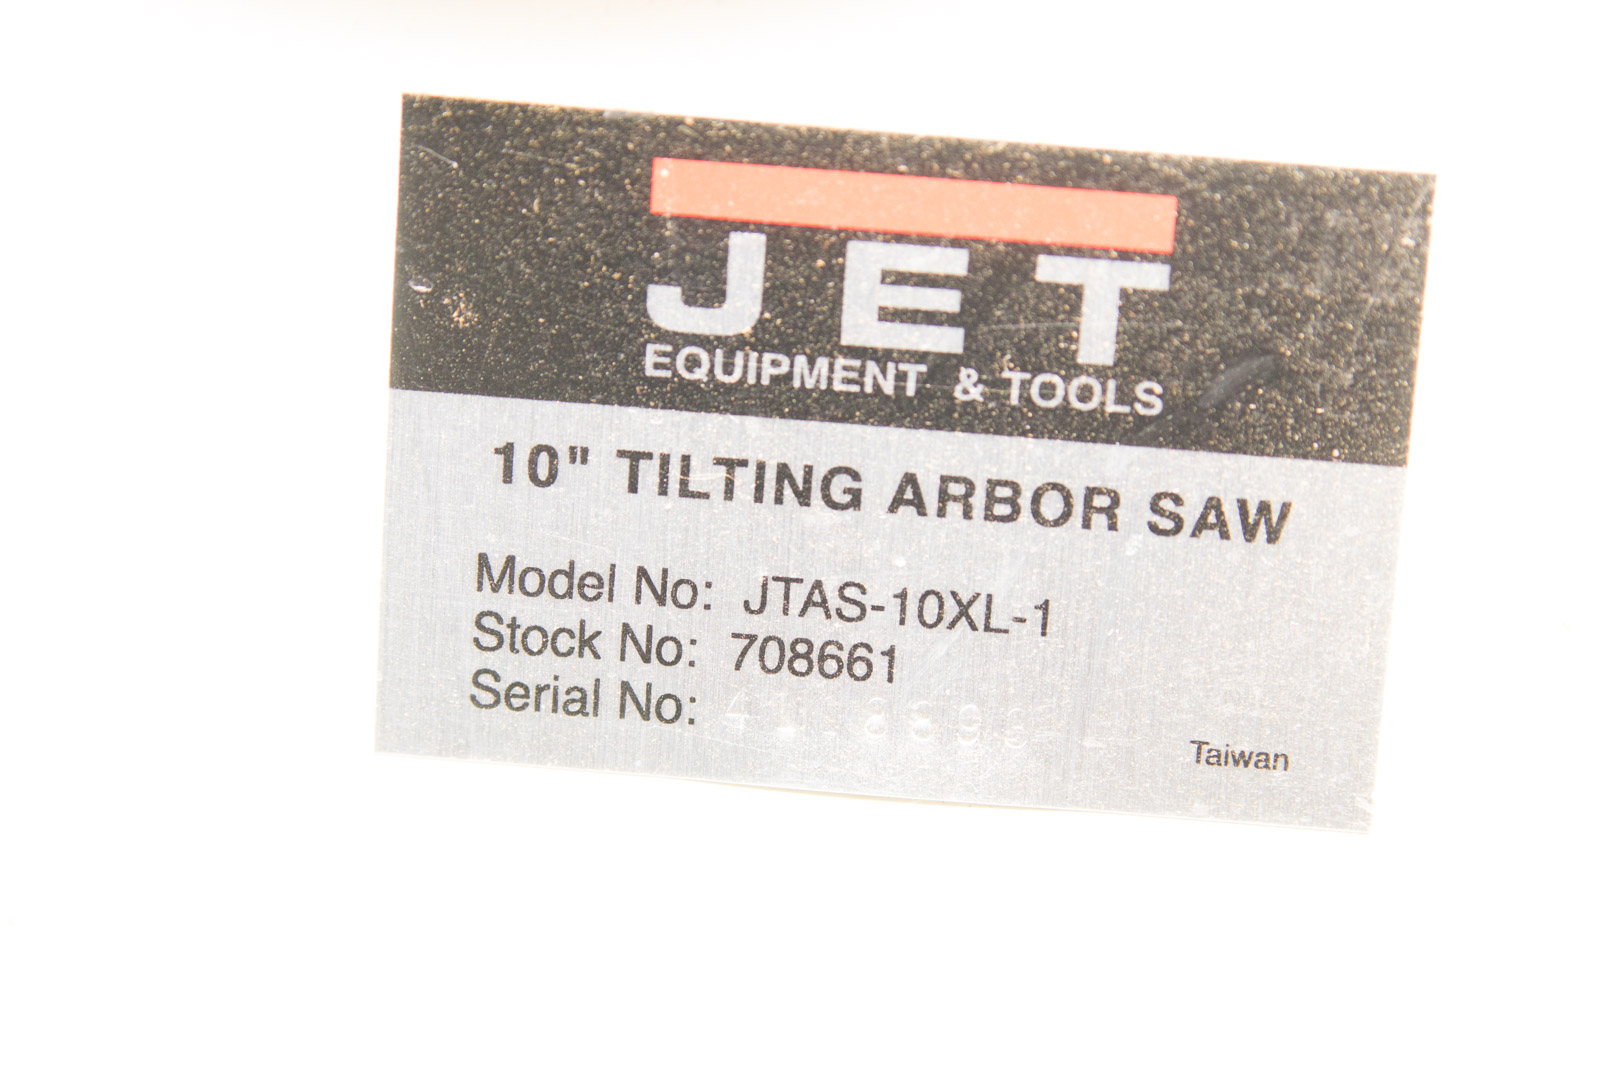 JET
EQUIPMENT & TOOLS
10" TILTING ARBOR SAW
Model No: JTAS-10XL-1
Stock No: 708661
Serial No:
Taiwan